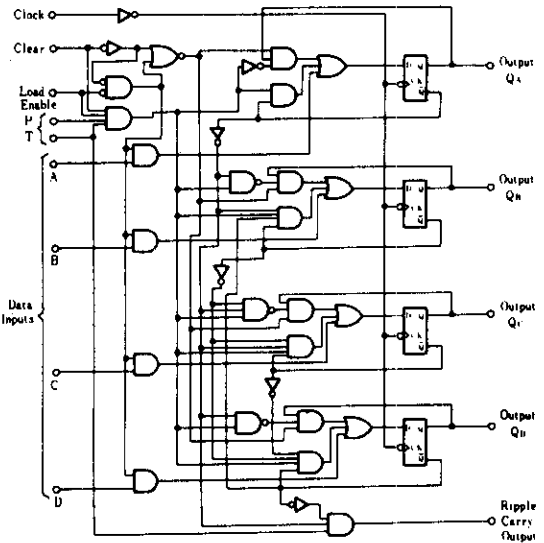 Clock
Clear
Load
Enable
P
T
A
B
Data
Inputs
C
D
Output
QA
Output
QB
Output
QC
Output
QD
Ripple
Carry
Output